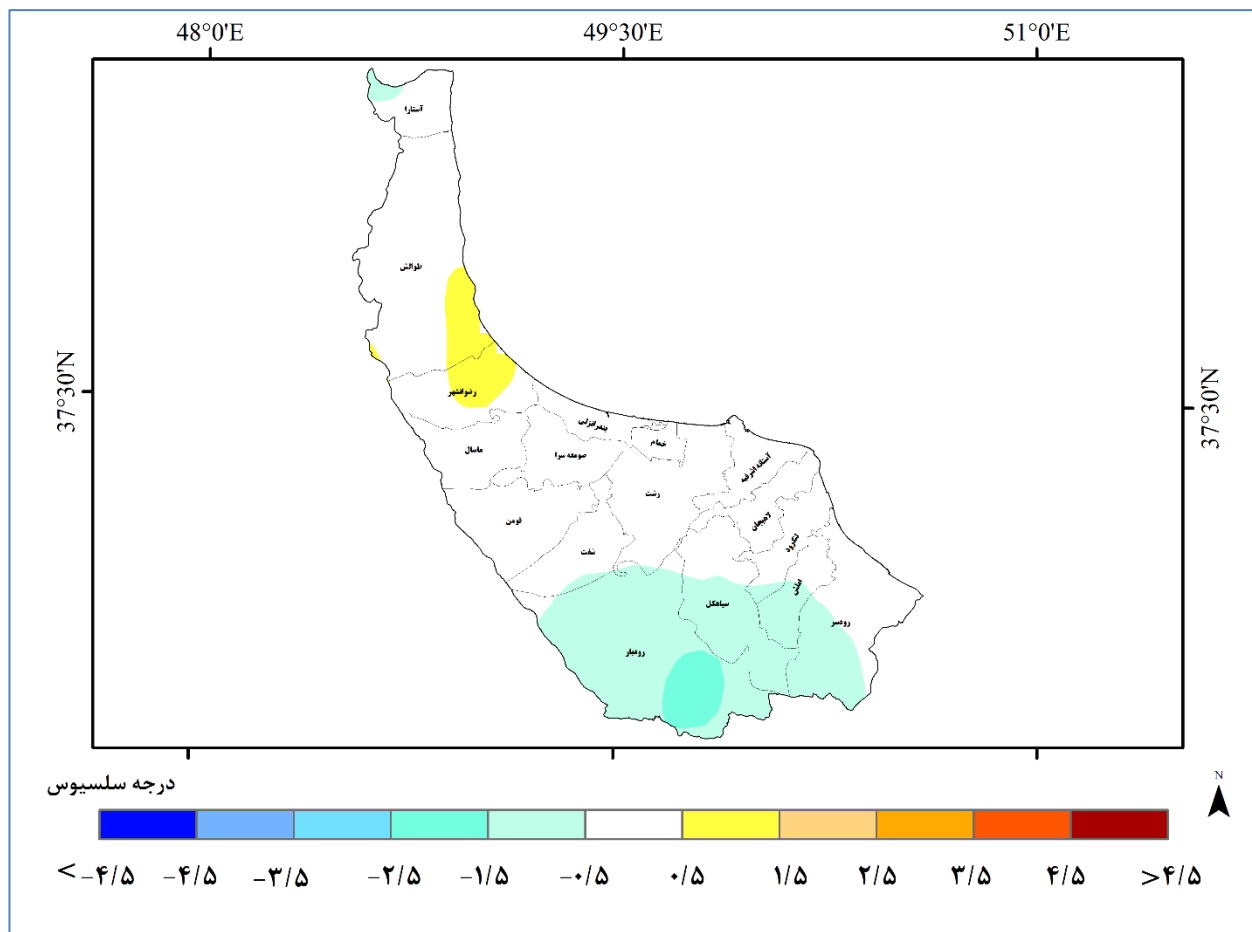 48°0'E 49°30'E 51°0'E
آستارا
طوالش
37°30'N 37°30'N
رضوانشهر
بندرانزلی
خمام
ماسال
صومعه سرا
آستانه اشرفیه
رشت
لاهیجان
فومن
لنگرود
شفت
املش
سیاهکل
رودسر
رودبار
درجه سلسیوس
N
< −۴/۵ −۴/۵ −۳/۵ −۲/۵ −۱/۵ −۰/۵ ۰/۵ ۱/۵ ۲/۵ ۳/۵ ۴/۵ >۴/۵